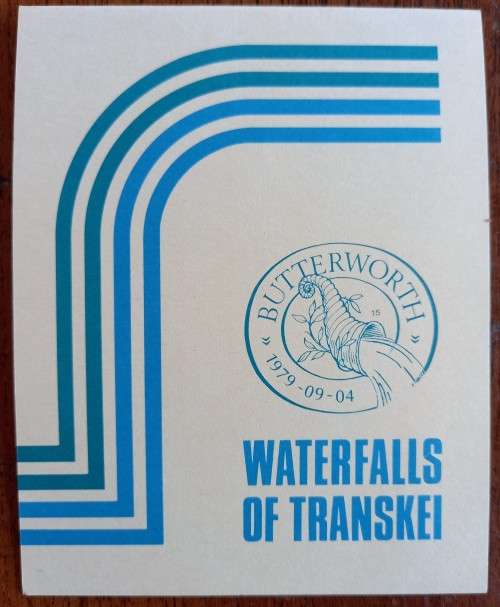 « BUTTERWORTH »
15
1979-09-04
WATERFALLS
OF TRANSKEI